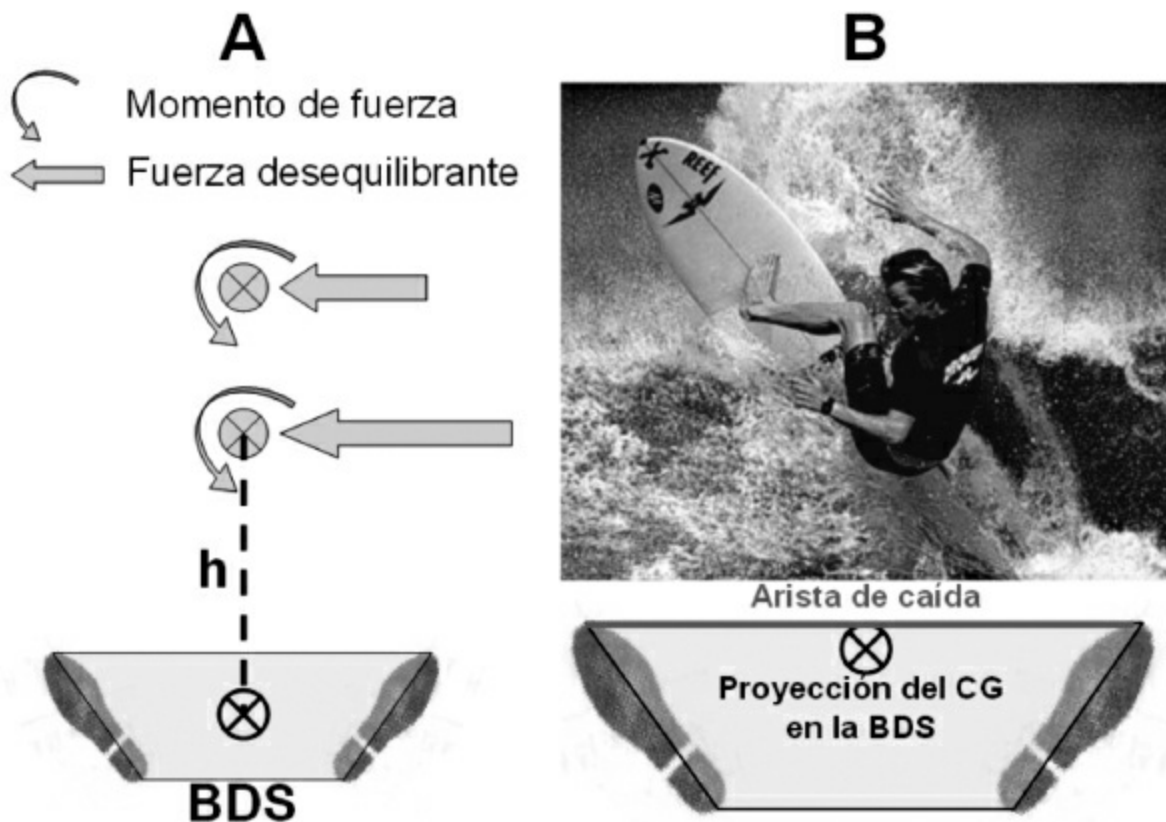 A
Momento de fuerza
Fuerza desequilibrante
h
BDS
B
REEF
Arista de caída
Proyección del CG
en la BDS